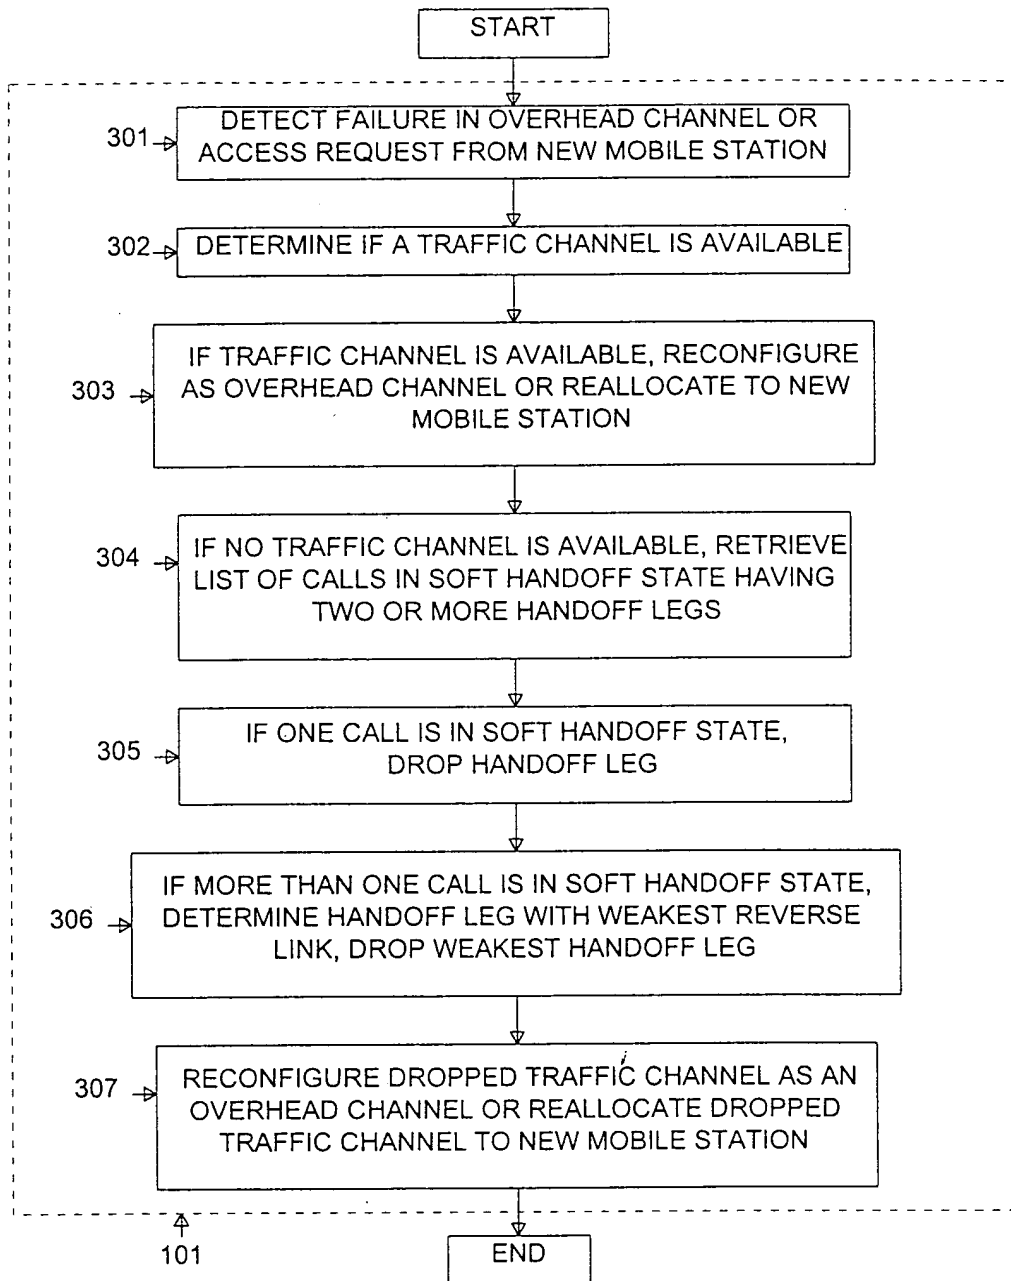 START
301
DETECT FAILURE IN OVERHEAD CHANNEL OR
ACCESS REQUEST FROM NEW MOBILE STATION
302
DETERMINE IF A TRAFFIC CHANNEL IS AVAILABLE
303
IF TRAFFIC CHANNEL IS AVAILABLE, RECONFIGURE
AS OVERHEAD CHANNEL OR REALLOCATE TO NEW
MOBILE STATION
304
IF NO TRAFFIC CHANNEL IS AVAILABLE, RETRIEVE
LIST OF CALLS IN SOFT HANDOFF STATE HAVING
TWO OR MORE HANDOFF LEGS
305
IF ONE CALL IS IN SOFT HANDOFF STATE,
DROP HANDOFF LEG
306
IF MORE THAN ONE CALL IS IN SOFT HANDOFF STATE,
DETERMINE HANDOFF LEG WITH WEAKEST REVERSE
LINK, DROP WEAKEST HANDOFF LEG
307
RECONFIGURE DROPPED TRAFFIC CHANNEL AS AN
OVERHEAD CHANNEL OR REALLOCATE DROPPED
TRAFFIC CHANNEL TO NEW MOBILE STATION
101
END